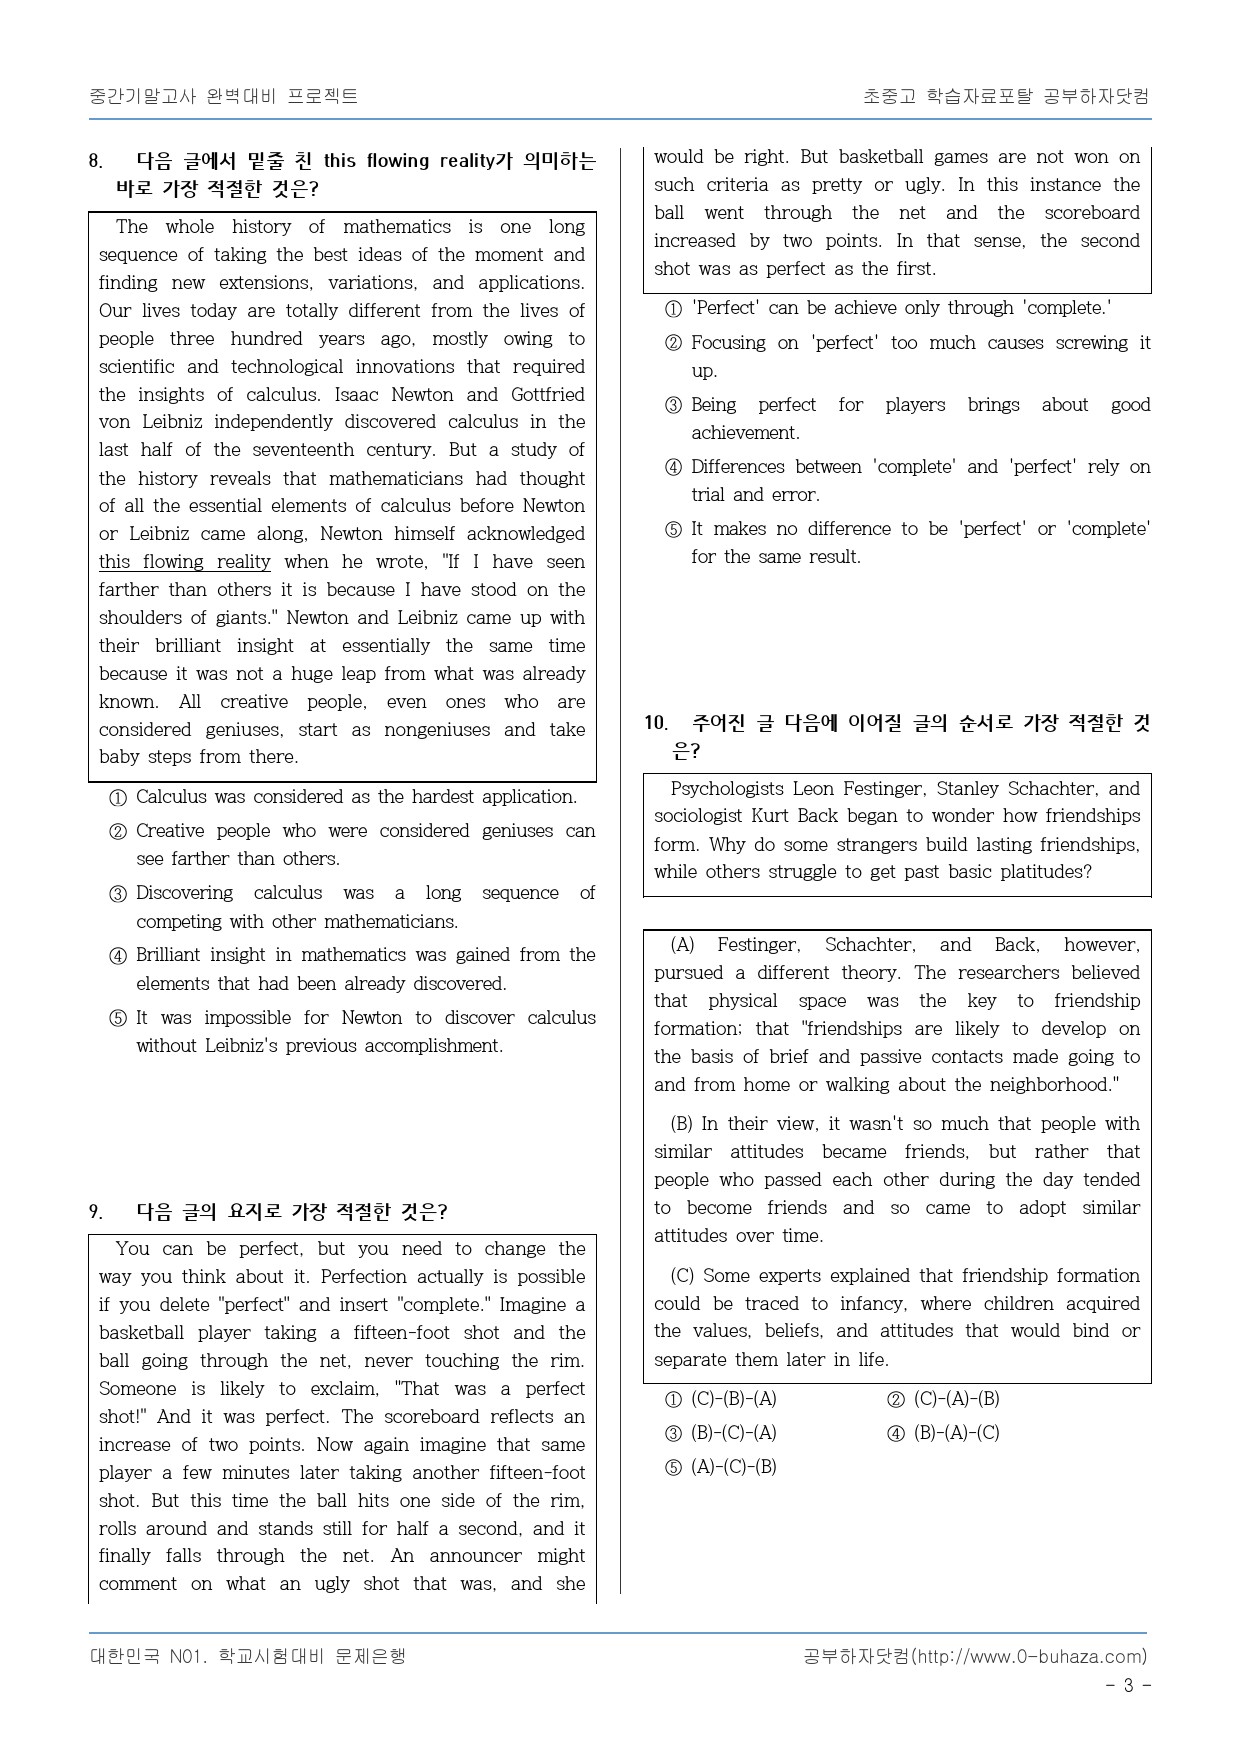 중간기말고사 완벽대비 프로젝트
초중고 학습자료포탈 공부하자닷컴
8. 다음 글에서 밑줄 친 this flowing reality가 의미하는
바로 가장 적절한 것은?
The whole history of mathematics is one long
sequence of taking the best ideas of the moment and
finding new extensions, variations, and applications.
Our lives today are totally different from the lives of
people three hundred years ago, mostly owing to
scientific and technological innovations that required
the insights of calculus. Isaac Newton and Gottfried
von Leibniz independently discovered calculus in the
last half of the seventeenth century. But a study of
the history reveals that mathematicians had thought
of all the essential elements of calculus before Newton
or Leibniz came along, Newton himself acknowledged
this flowing reality when he wrote, "If I have seen
farther than others it is because I have stood on the
shoulders of giants." Newton and Leibniz came up with
their brilliant insight at essentially the same time
because it was not a huge leap from what was already
known. All creative people, even ones who are
considered geniuses, start as nongeniuses and take
baby steps from there.
① Calculus was considered as the hardest application.
② Creative people who were considered geniuses can
see farther than others.
③ Discovering calculus was a long sequence of
competing with other mathematicians.
④ Brilliant insight in mathematics was gained from the
elements that had been already discovered.
⑤ It was impossible for Newton to discover calculus
without Leibniz's previous accomplishment.
9. 다음 글의 요지로 가장 적절한 것은?
You can be perfect, but you need to change the
way you think about it. Perfection actually is possible
if you delete "perfect" and insert "complete." Imagine a
basketball player taking a fifteen-foot shot and the
ball going through the net, never touching the rim.
Someone is likely to exclaim, "That was a perfect
shot!" And it was perfect. The scoreboard reflects an
increase of two points. Now again imagine that same
player a few minutes later taking another fifteen-foot
shot. But this time the ball hits one side of the rim,
rolls around and stands still for half a second, and it
finally falls through the net. An announcer might
comment on what an ugly shot that was, and she
would be right. But basketball games are not won on
such criteria as pretty or ugly. In this instance the
ball went through the net and the scoreboard
increased by two points. In that sense, the second
shot was as perfect as the first.
① 'Perfect' can be achieve only through 'complete.'
② Focusing on 'perfect' too much causes screwing it
up.
③ Being perfect for players brings about good
achievement.
④ Differences between 'complete' and 'perfect' rely on
trial and error.
⑤ It makes no difference to be 'perfect' or 'complete'
for the same result.
10. 주어진 글 다음에 이어질 글의 순서로 가장 적절한 것
은?
Psychologists Leon Festinger, Stanley Schachter, and
sociologist Kurt Back began to wonder how friendships
form. Why do some strangers build lasting friendships,
while others struggle to get past basic platitudes?
(A) Festinger, Schachter, and Back, however,
pursued a different theory. The researchers believed
that physical space was the key to friendship
formation; that "friendships are likely to develop on
the basis of brief and passive contacts made going to
and from home or walking about the neighborhood."
(B) In their view, it wasn't so much that people with
similar attitudes became friends, but rather that
people who passed each other during the day tended
to become friends and so came to adopt similar
attitudes over time.
(C) Some experts explained that friendship formation
could be traced to infancy, where children acquired
the values, beliefs, and attitudes that would bind or
separate them later in life.
① (C)-(B)-(A) ② (C)-(A)-(B)
③ (B)-(C)-(A) ④ (B)-(A)-(C)
⑤ (A)-(C)-(B)
대한민국 N01. 학교시험대비 문제은행
공부하자닷컴(http://www.0-buhaza.com)
- 3 -